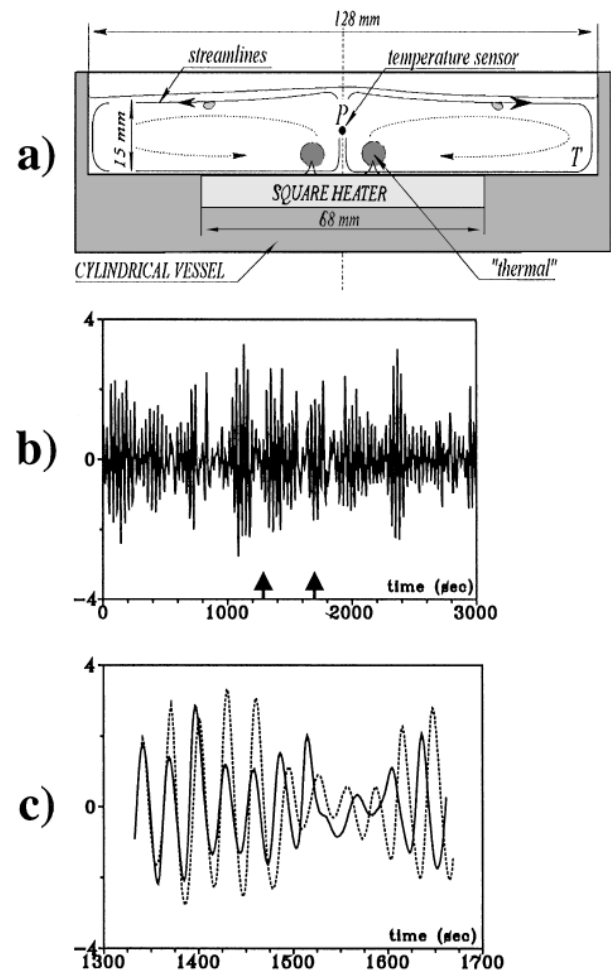 128 mm
streamlines
temperature sensor
a)
P
15 mm
T
SQUARE HEATER
68 mm
CYLINDRICAL VESSEL
"thermal"
b)
4
0
-4
time (sec)
0 1000 2000 3000
c)
4
0
-4
time (sec)
1300 1400 1500 1600 1700